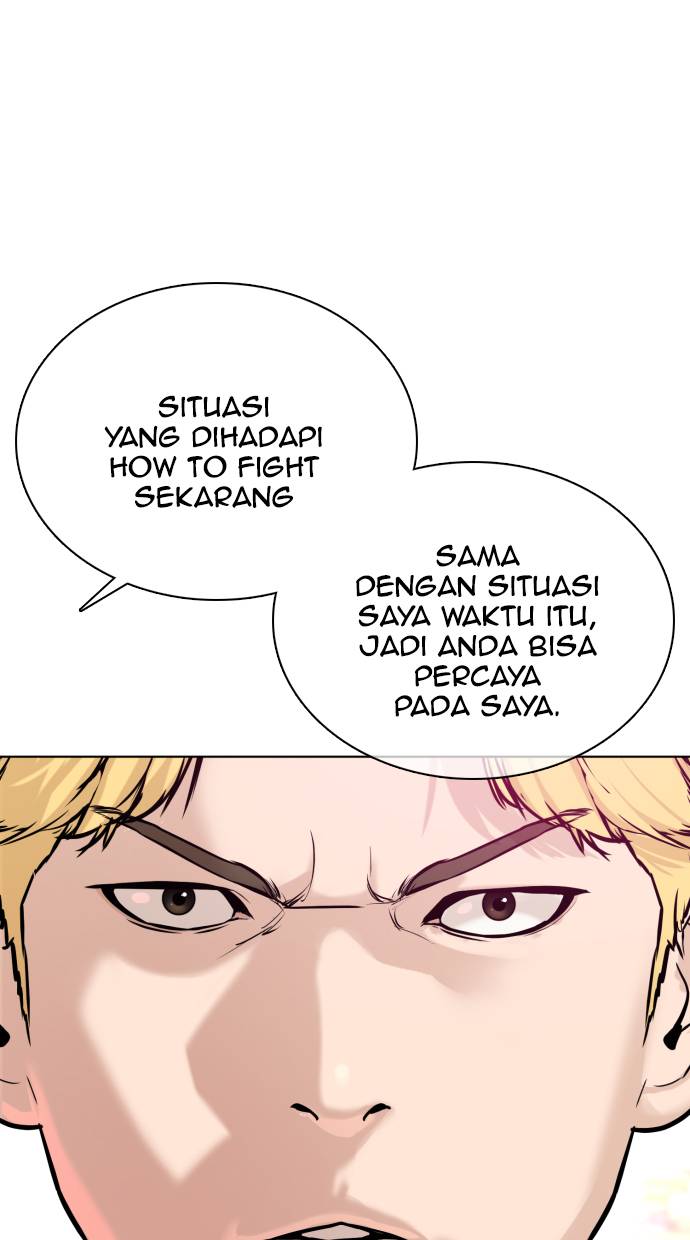 SITUASI
YANG DIHADAPI
HOW TO FIGHT
SEKARANG
SAMA
DENGAN SITUASI
SAYA WAKTU ITU,
JADI ANDA BISA
PERCAYA
PADA SAYA.